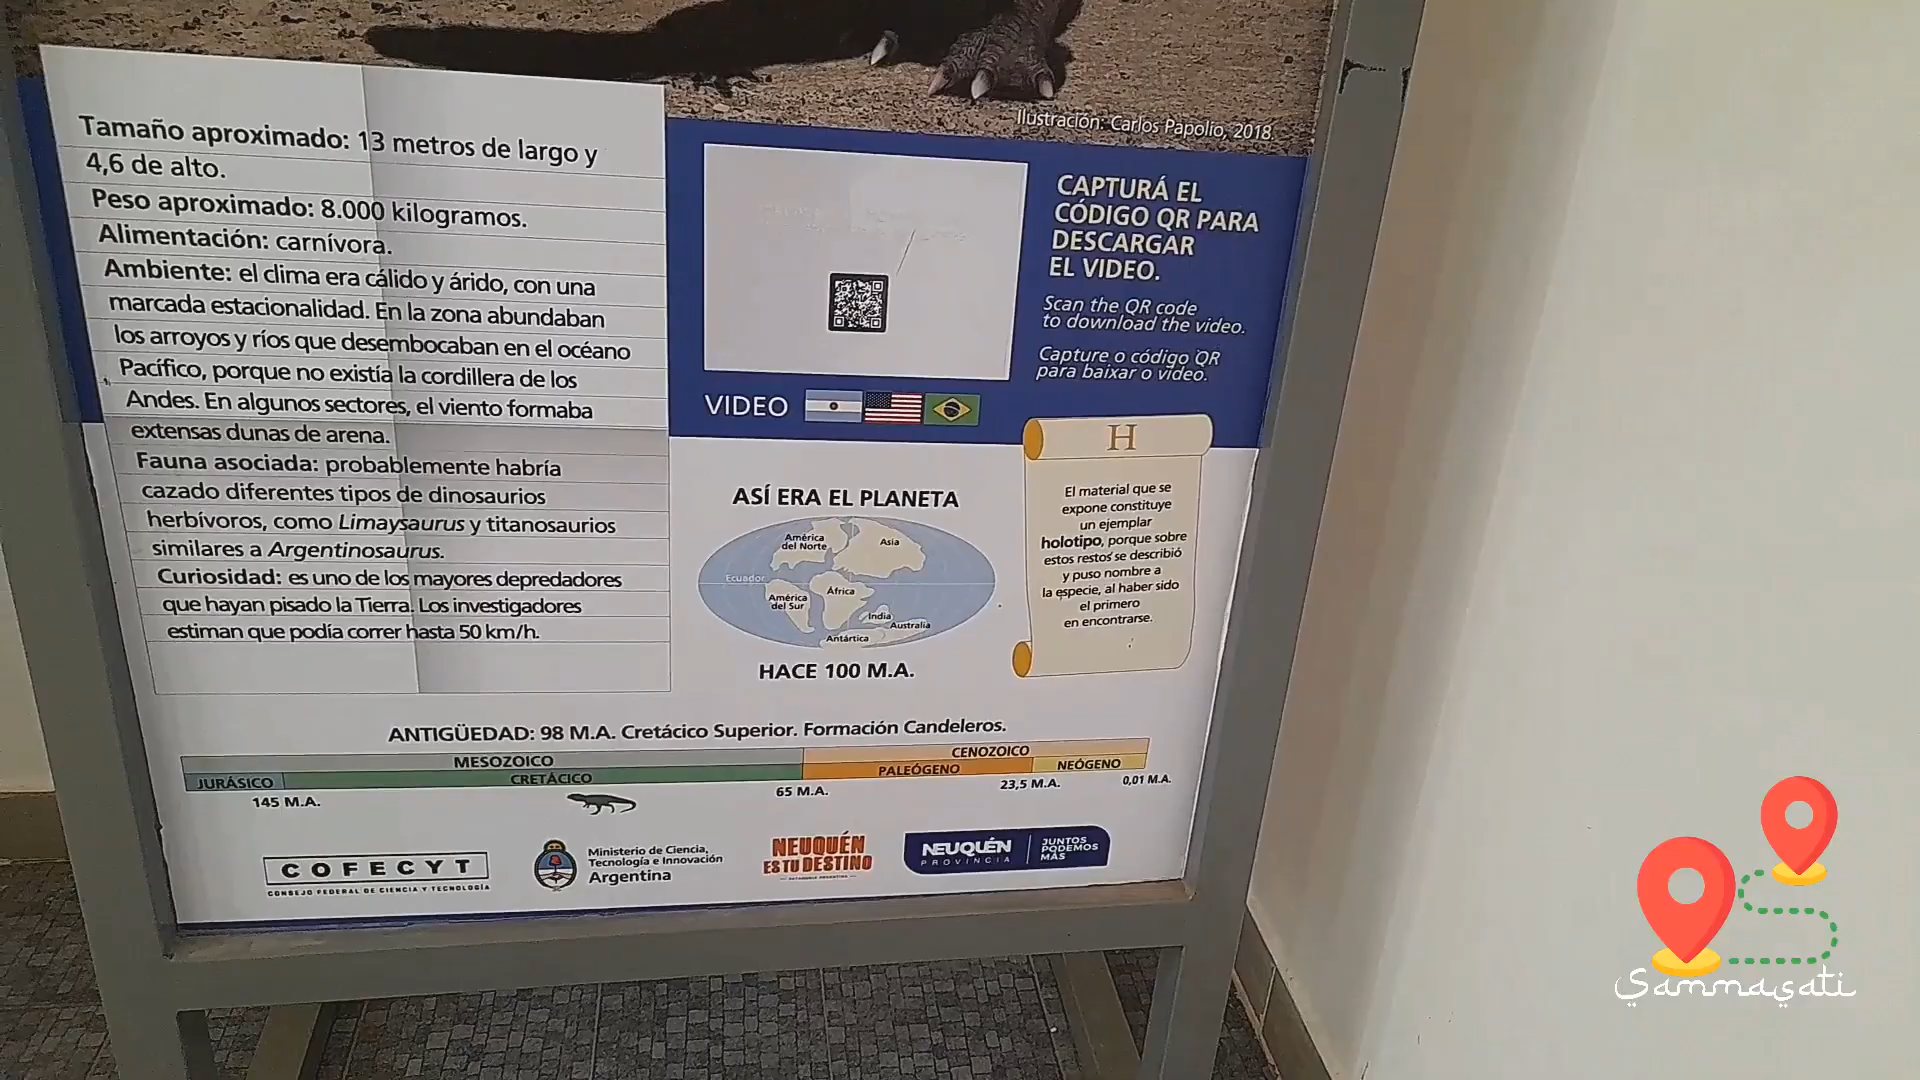 Ilustración: Carlos Papolio, 2018.
Tamaño aproximado: 13 metros de largo y
4,6 de alto.
Peso aproximado: 8.000 kilogramos.
Alimentación: carnívora.
Ambiente: el clima era cálido y árido, con una
marcada estacionalidad. En la zona abundaban
los arroyos y ríos que desembocaban en el océano
Pacífico, porque no existía la cordillera de los
Andes. En algunos sectores, el viento formaba
extensas dunas de arena.
Fauna asociada: probablemente habría
cazado diferentes tipos de dinosaurios
herbívoros, como Limaysaurus y titanosaurios
similares a Argentinosaurus.
Curiosidad: es uno de los mayores depredadores
que hayan pisado la Tierra. Los investigadores
estiman que podía correr hasta 50 km/h.
CAPTURÁ EL
CÓDIGO QR PARA
DESCARGAR
EL VIDEO.
Scan the QR code
to download the video.
Capture o código QR
para baixar o vídeo.
VIDEO
ASÍ ERA EL PLANETA
América
del Norte
Asia
Ecuador
América
del Sur
África
India
Australia
Antártica
HACE 100 M.A.
H
El material que se
expone constituye
un ejemplar
holotipo, porque sobre
estos restos se describió
y puso nombre a
la especie, al haber sido
el primero
en encontrarse.
ANTIGÜEDAD: 98 M.A. Cretácico Superior. Formación Candeleros.
MESOZOICO
CENOZOICO
JURÁSICO
CRETÁCICO
PALEÓGENO
NEÓGENO
145 M.A.
65 M.A.
23,5 M.A.
0,01 M.A.
COFECYT
CONSEJO FEDERAL DE CIENCIA Y TECNOLOGÍA
Ministerio de Ciencia,
Tecnología e Innovación
Argentina
NEUQUÉN
ES TU DESTINO
NEUQUÉN
PROVINCIA
JUNTOS
PODEMOS
MÁS
Sammasati